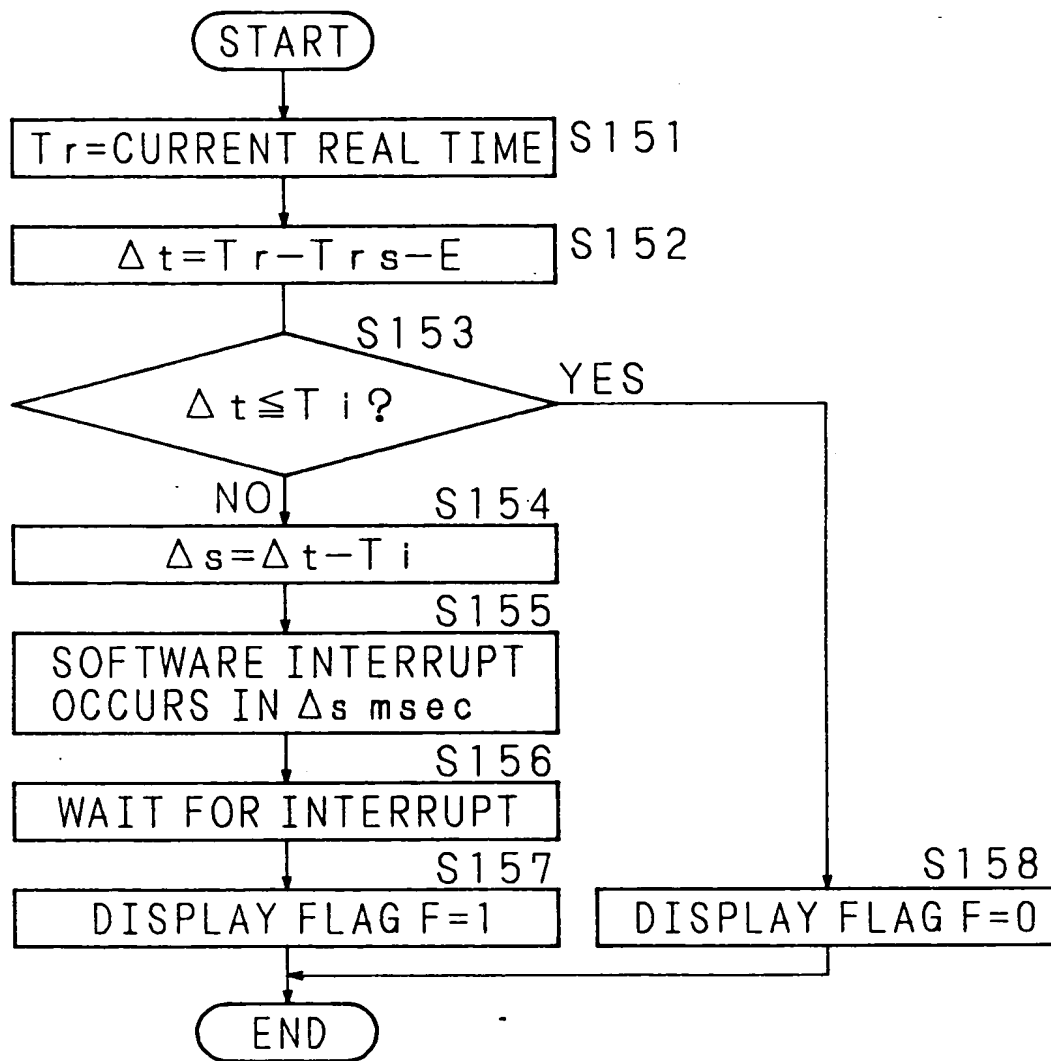 START
Tr=CURRENT REAL TIME
S151
Δt=Tr-Trs-E
S152
S153
Δt≦Ti?
YES
NO
S154
Δs=Δt-Ti
S155
SOFTWARE INTERRUPT
OCCURS IN Δs msec
S156
WAIT FOR INTERRUPT
S157
DISPLAY FLAG F=1
S158
DISPLAY FLAG F=0
END